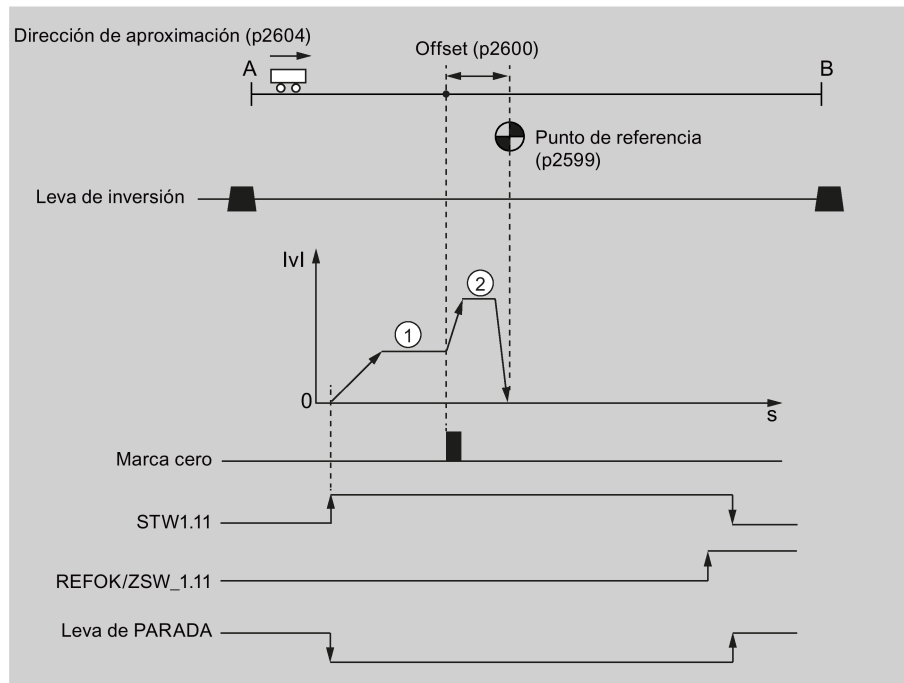 Dirección de aproximación (p2604)
Offset (p2600)
A
B
Punto de referencia
(p2599)
Leva de inversión
IvI
2
1
0
s
Marca cero
STW1.11
REFOK/ZSW_1.11
Leva de PARADA